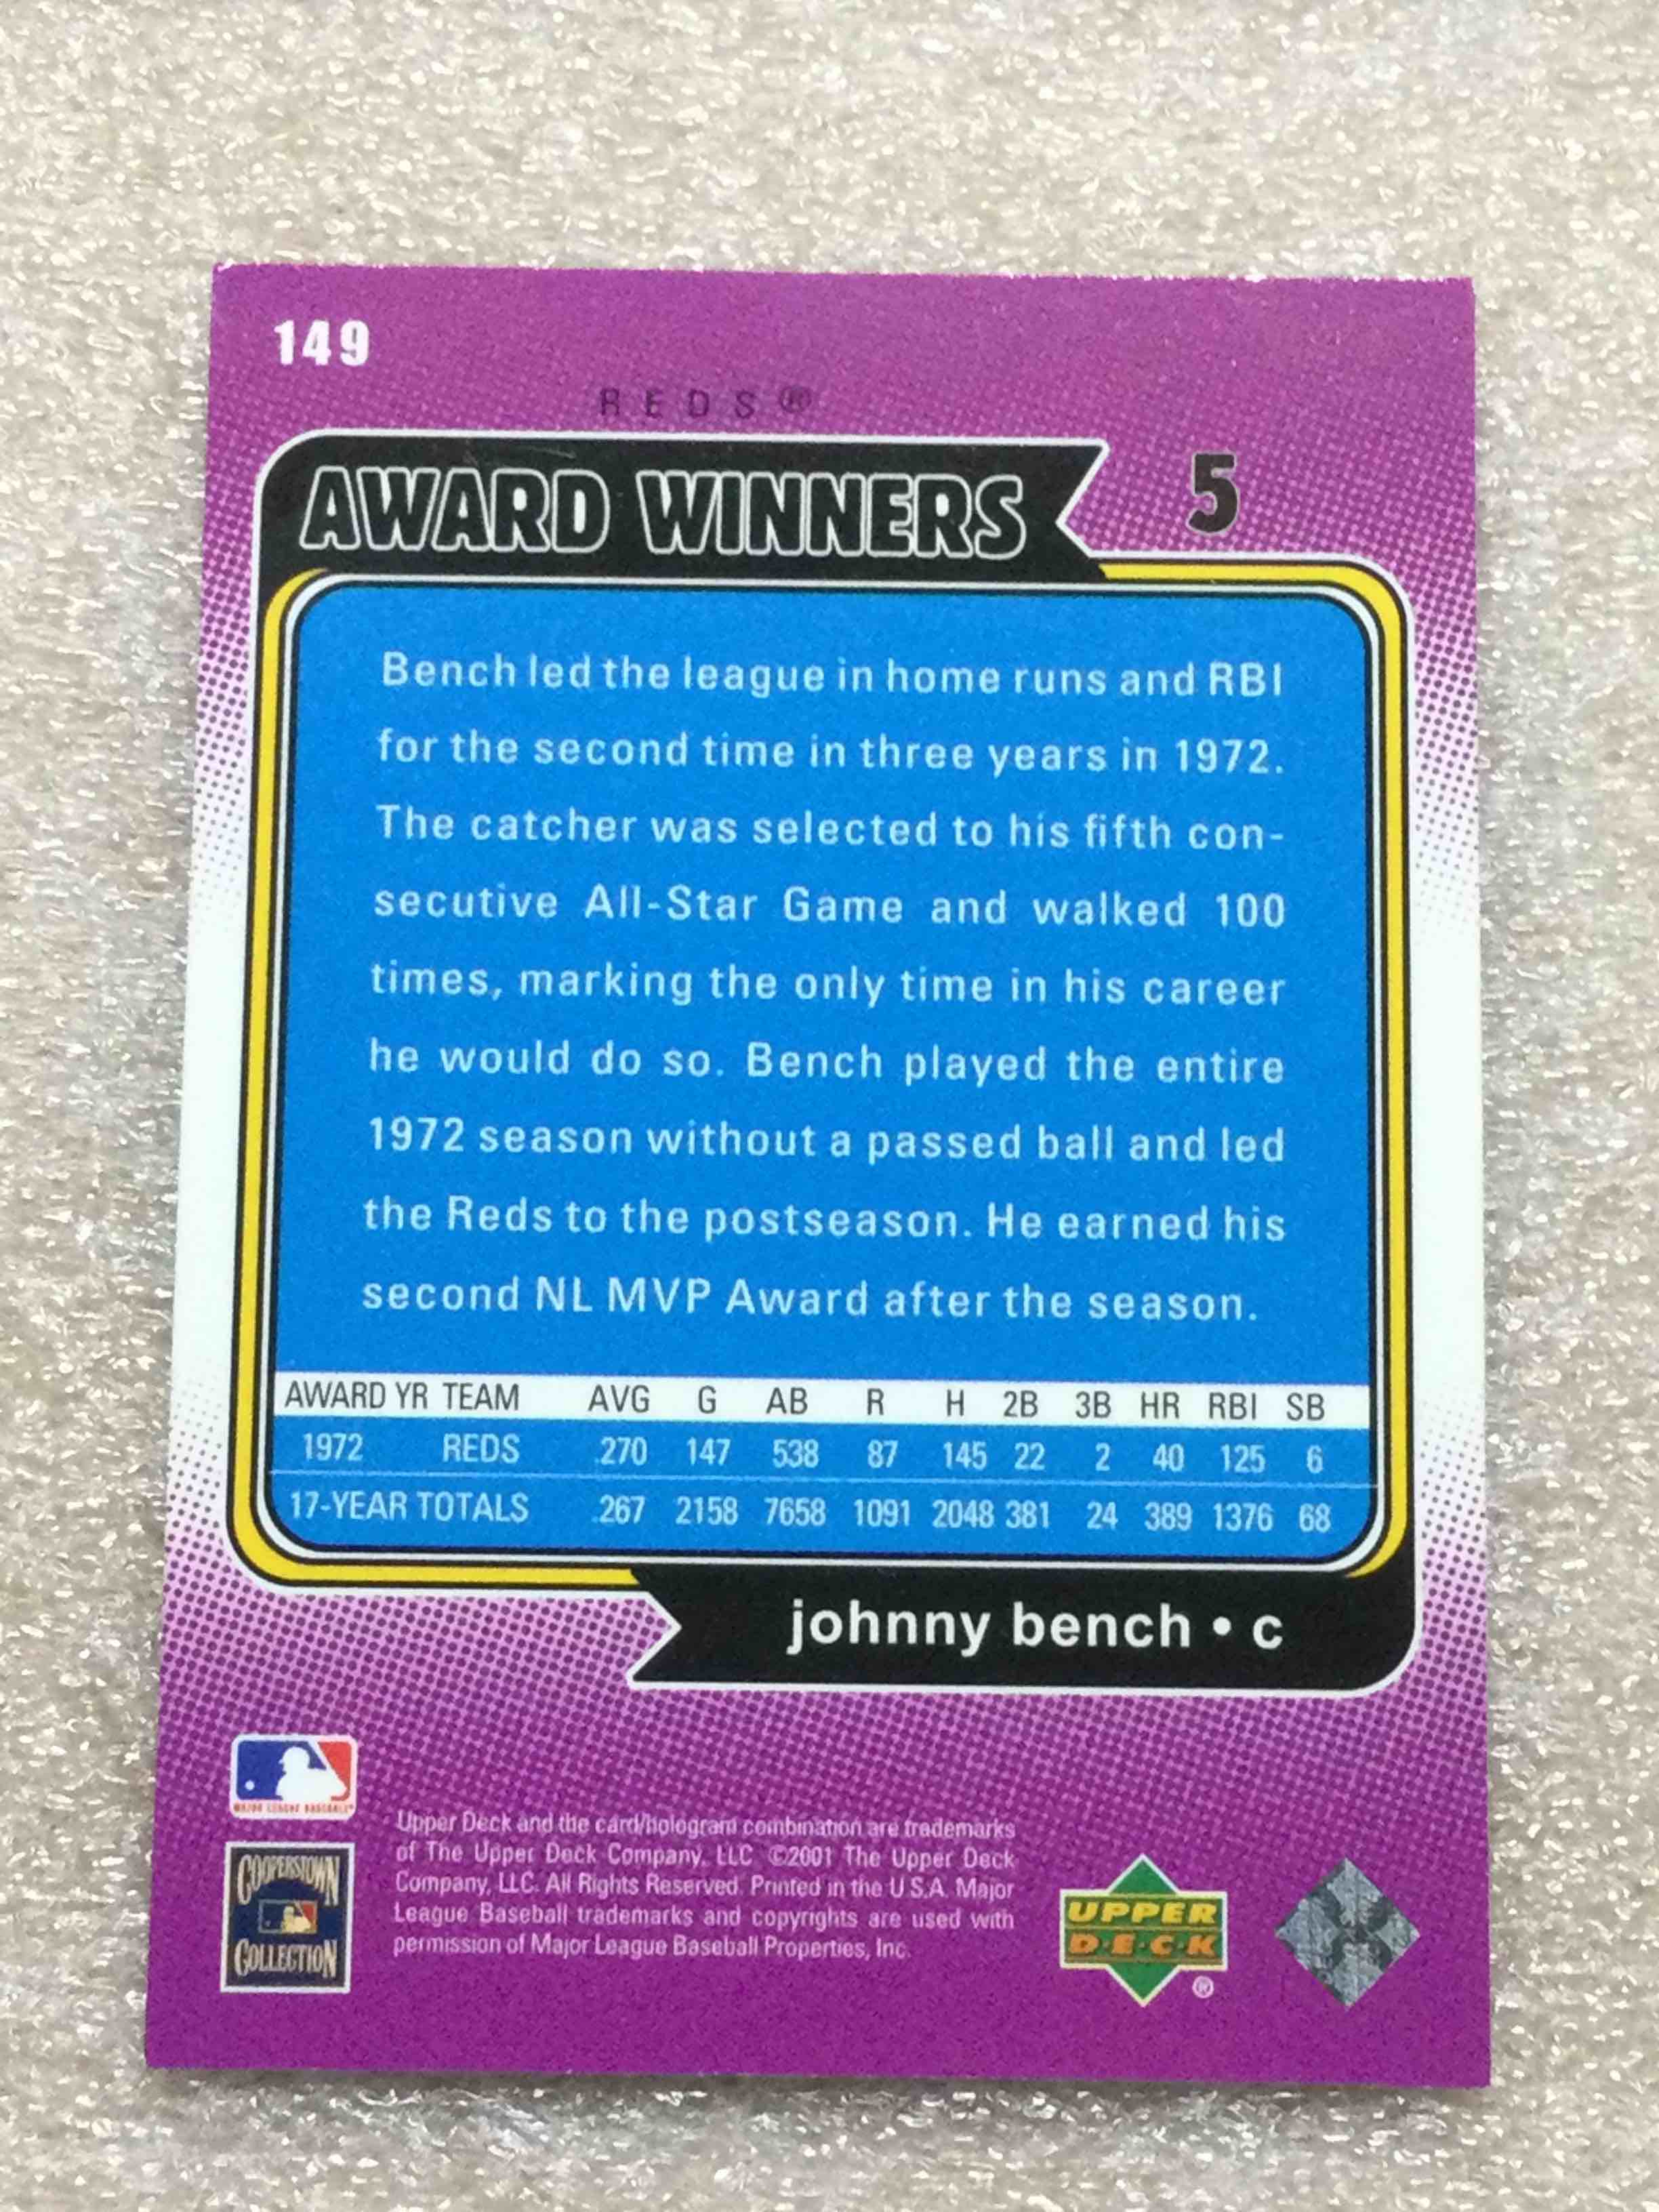 149
REDS®
AWARD WINNERS
5
Bench led the league in home runs and RBI
for the second time in three years in 1972.
The catcher was selected to his fifth con-
secutive All-Star Game and walked 100
times, marking the only time in his career
he would do so. Bench played the entire
1972 season without a passed ball and led
the Reds to the postseason. He earned his
second NL MVP Award after the season.
AWARD YR TEAM AVG G AB R H 2B 3B HR RBI SB
1972 REDS .270 147 538 87 145 22 2 40 125 6
17-YEAR TOTALS .267 2158 7658 1091 2048 381 24 389 1376 68
johnny bench • c
MAJOR LEAGUE BASEBALL
COOPERSTOWN
COLLECTION
Upper Deck and the card/hologram combination are trademarks
of The Upper Deck Company, LLC ©2001 The Upper Deck
Company, LLC. All Rights Reserved. Printed in the U.S.A. Major
League Baseball trademarks and copyrights are used with
permission of Major League Baseball Properties, Inc.
UPPER
D·E·C·K
®